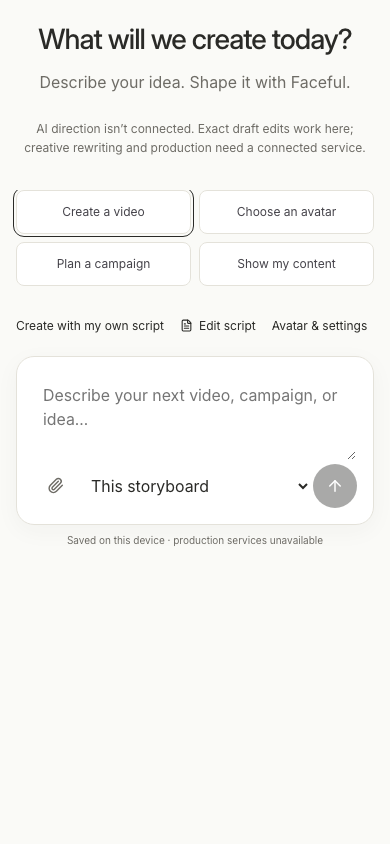 What will we create today?
Describe your idea. Shape it with Faceful.
AI direction isn’t connected. Exact draft edits work here;
creative rewriting and production need a connected service.
Create a video
Choose an avatar
Plan a campaign
Show my content
Create with my own script
Edit script
Avatar & settings
Describe your next video, campaign, or
idea...
This storyboard
Saved on this device · production services unavailable